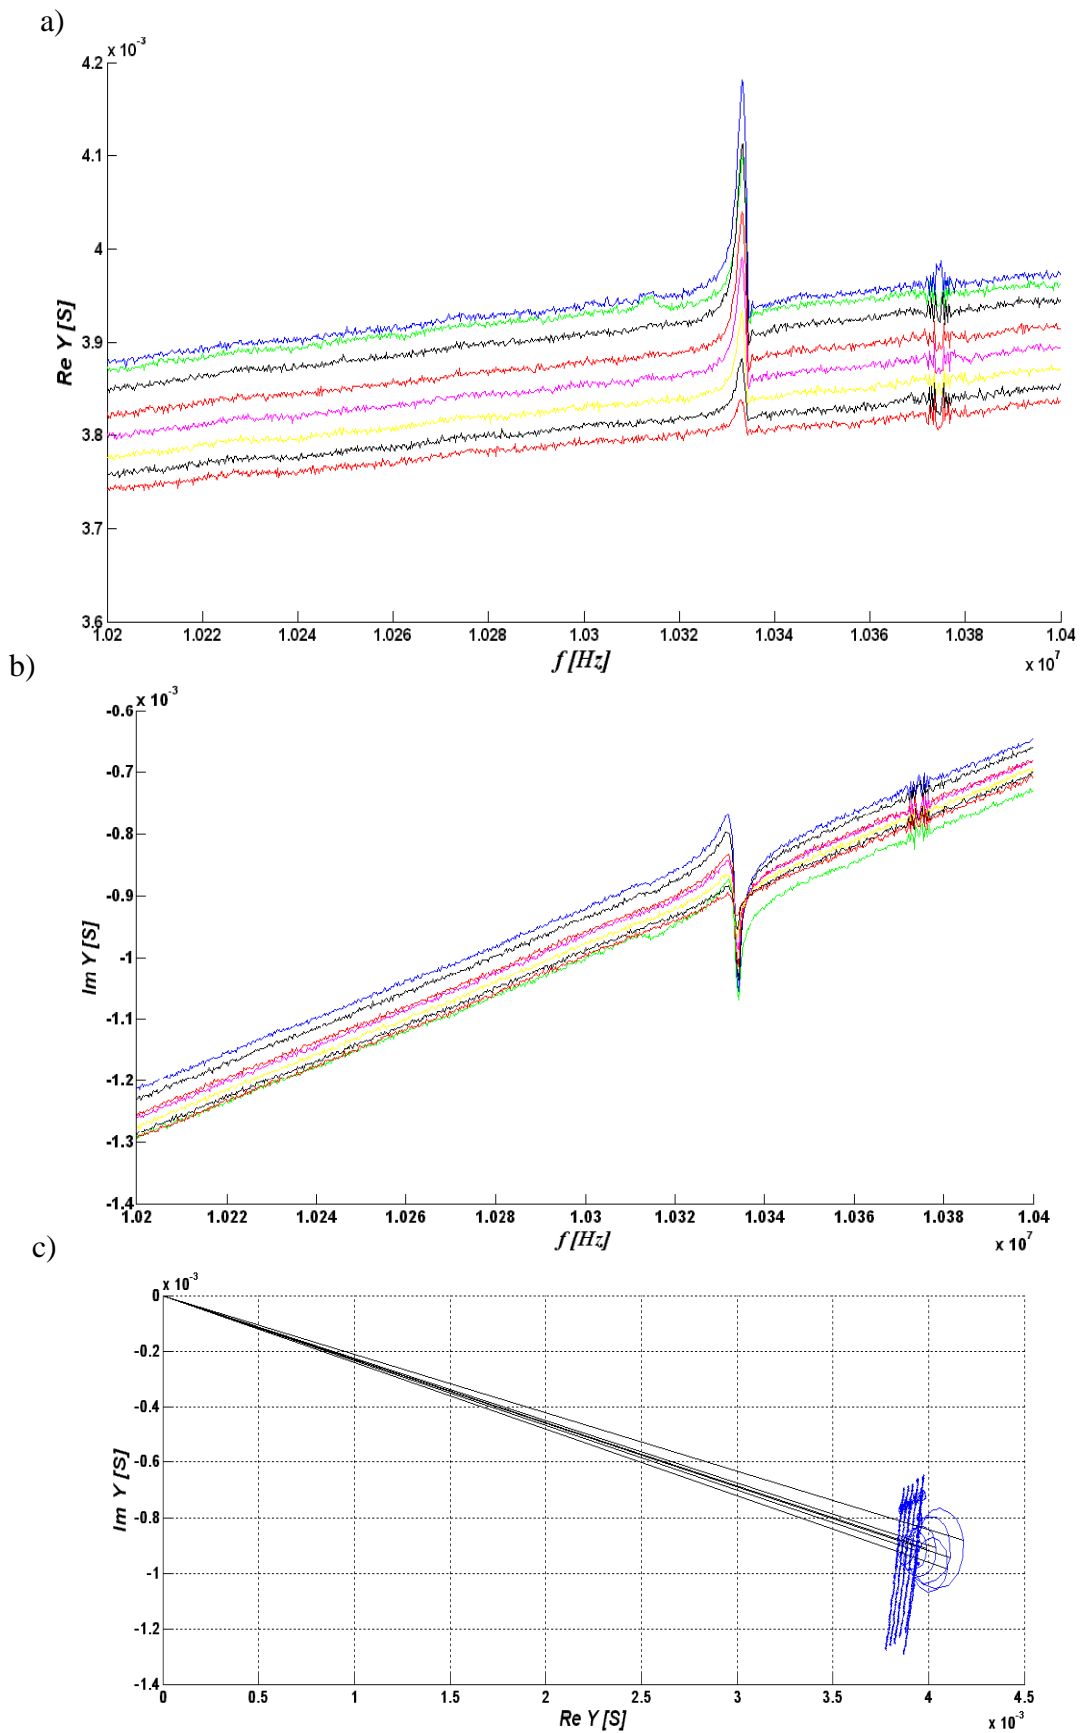 a)
x 10-3
4.2
4.1
4
3.9
3.8
3.7
3.6
Re Y [S]
1.02 1.022 1.024 1.026 1.028 1.03 1.032 1.034 1.036 1.038 1.04
f [Hz]
x 107
b)
x 10-3
-0.6
-0.7
-0.8
-0.9
-1
-1.1
-1.2
-1.3
-1.4
Im Y [S]
1.02 1.022 1.024 1.026 1.028 1.03 1.032 1.034 1.036 1.038 1.04
f [Hz]
x 107
c)
x 10-3
0
-0.2
-0.4
-0.6
-0.8
-1
-1.2
-1.4
Im Y [S]
0 0.5 1 1.5 2 2.5 3 3.5 4 4.5
Re Y [S]
x 10-3